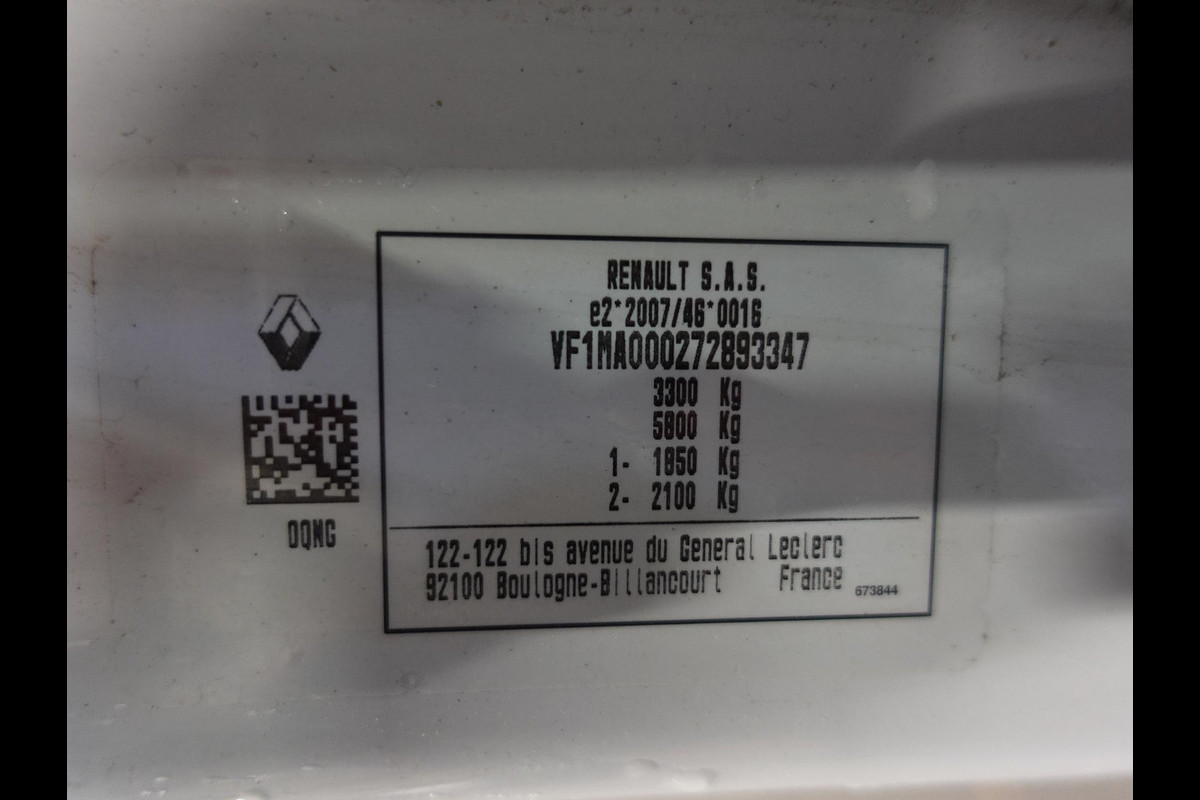 RENAULT S.A.S.
e2*2007/46*0016
VF1MA000272893347
3300 Kg
5800 Kg
1- 1850 Kg
2- 2100 Kg
DQNG
122-122 bis avenue du General Leclerc
92100 Boulogne-Billancourt France
673844